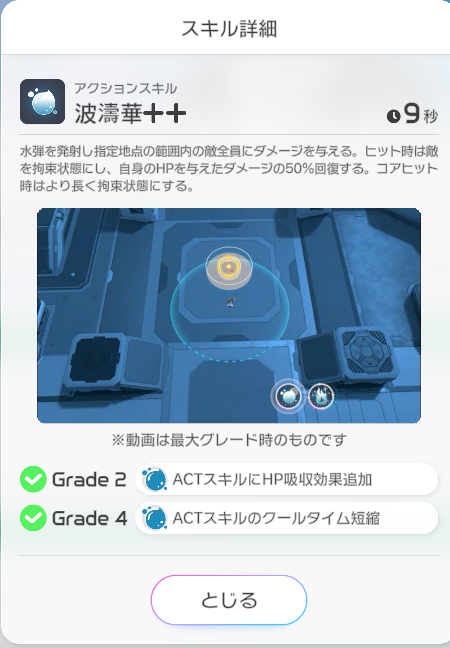 スキル詳細
アクションスキル
波濤華++
9秒
水弾を発射し指定地点の範囲内の敵全員にダメージを与える。ヒット時は敵
を拘束状態にし、自身のHPを与えたダメージの50%回復する。コアヒット
時はより長く拘束状態にする。
※動画は最大グレード時のものです
Grade 2 ACTスキルにHP吸収効果追加
Grade 4 ACTスキルのクールタイム短縮
とじる